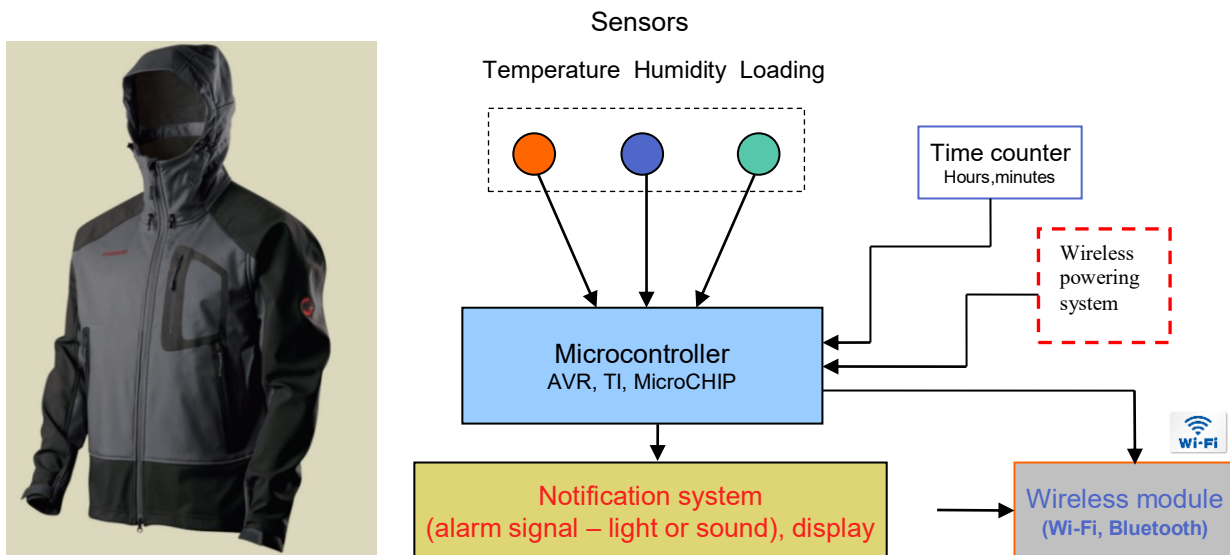 Sensors
Temperature Humidity Loading
Time counter
Hours,minutes
Wireless
powering
system
Microcontroller
AVR, TI, MicroCHIP
Wi-Fi
Notification system
(alarm signal – light or sound), display
Wireless module
(Wi-Fi, Bluetooth)